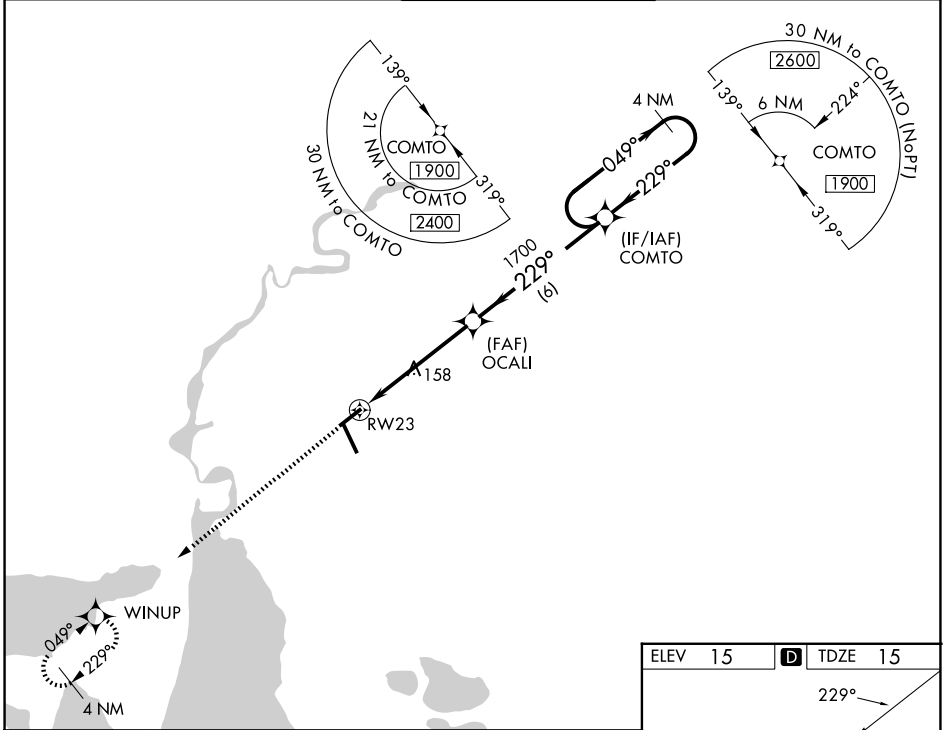 30 NM to COMTO (NoPT)
2600
139°
6 NM
224°
COMTO
1900
319°
139°
COMTO
1900
21 NM to COMTO
2400
30 NM to COMTO
319°
4 NM
049°
229°
(IF/IAF)
COMTO
1700
229°
(6)
(FAF)
OCALI
158
RW23
WINUP
049°
229°
4 NM
ELEV 15 D TDZE 15
229°